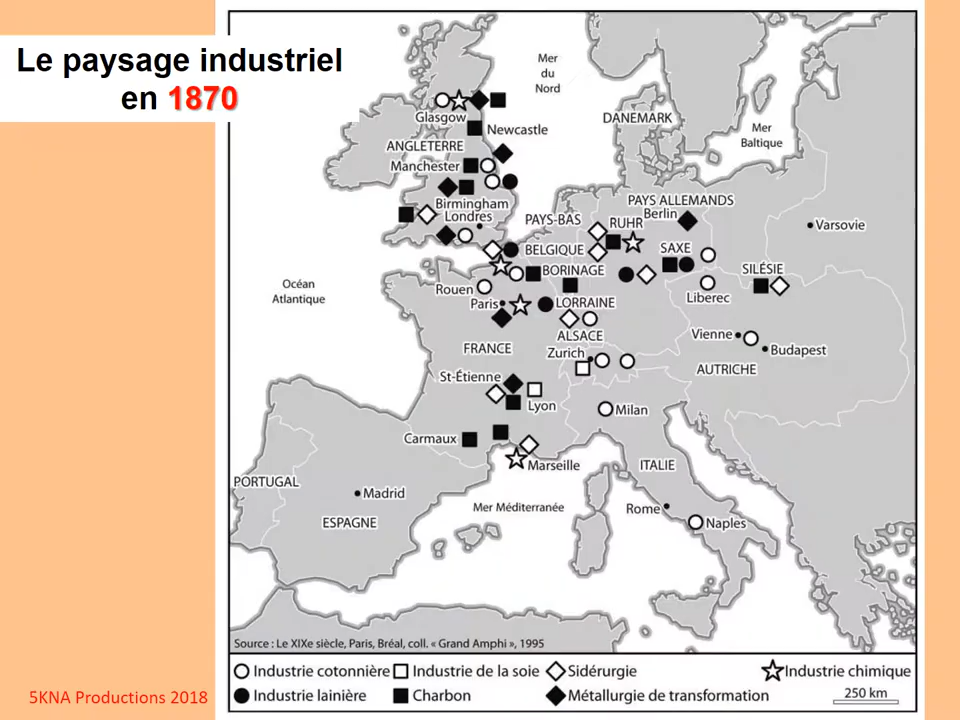 Le paysage industriel
en 1870
Mer
du
Nord
DANEMARK
Mer
Baltique
Glasgow
Newcastle
ANGLETERRE
Manchester
Birmingham
Londres
PAYS-BAS
PAYS ALLEMANDS
Berlin
RUHR
Varsovie
BELGIQUE
SAXE
BORINAGE
SILÉSIE
Océan
Atlantique
Rouen
Liberec
Paris
LORRAINE
ALSACE
Vienne
Budapest
FRANCE
Zurich
AUTRICHE
St-Étienne
Lyon
Milan
Carmaux
Marseille
ITALIE
PORTUGAL
Madrid
ESPAGNE
Mer Méditerranée
Rome
Naples
Source : Le XIXe siècle, Paris, Bréal, coll. « Grand Amphi », 1995
Industrie cotonnière
Industrie de la soie
Sidérurgie
Industrie chimique
Industrie lainière
Charbon
Métallurgie de transformation
250 km
5KNA Productions 2018